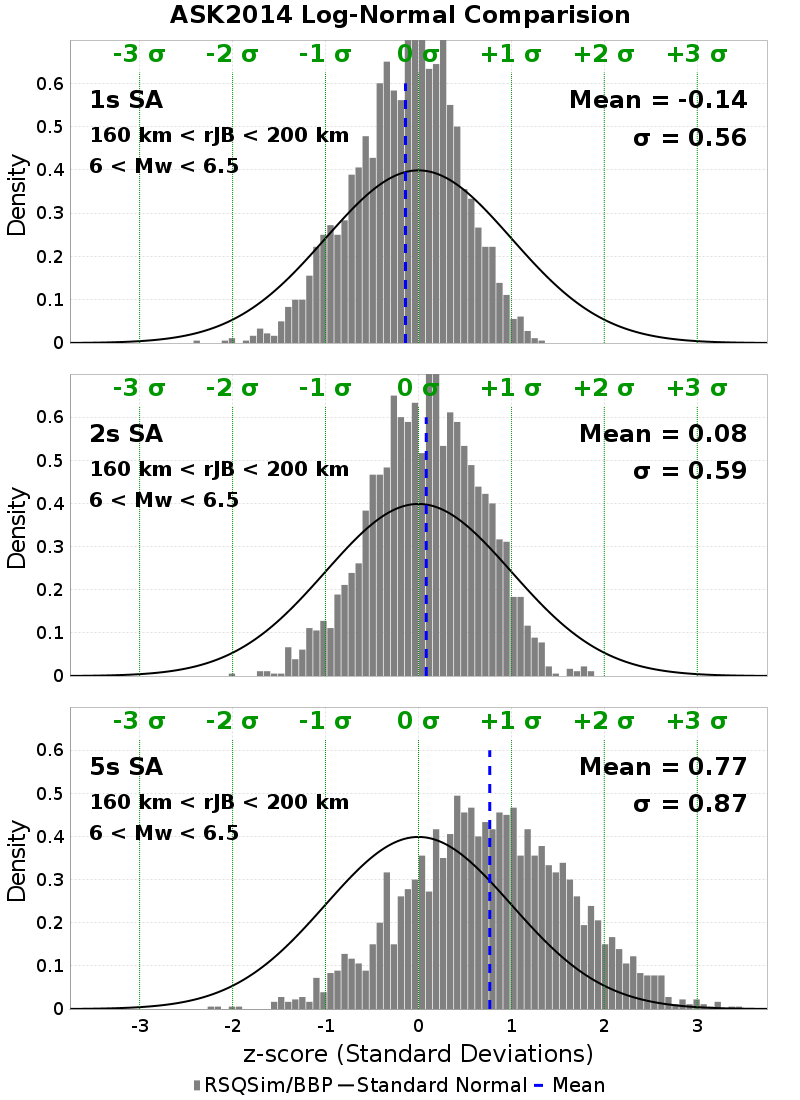 ASK2014 Log-Normal Comparision
-3 σ -2 σ -1 σ 0 σ +1 σ +2 σ +3 σ
0.6
1s SA Mean = -0.14
0.5
160 km < rJB < 200 km σ = 0.56
6 < Mw < 6.5
0.4
Density
0.3
0.2
0.1
0
-3 σ -2 σ -1 σ 0 σ +1 σ +2 σ +3 σ
0.6
2s SA Mean = 0.08
0.5
160 km < rJB < 200 km σ = 0.59
6 < Mw < 6.5
0.4
Density
0.3
0.2
0.1
0
-3 σ -2 σ -1 σ 0 σ +1 σ +2 σ +3 σ
0.6
5s SA Mean = 0.77
0.5
160 km < rJB < 200 km σ = 0.87
6 < Mw < 6.5
0.4
Density
0.3
0.2
0.1
0
-3 -2 -1 0 1 2 3
z-score (Standard Deviations)
RSQSim/BBP Standard Normal Mean